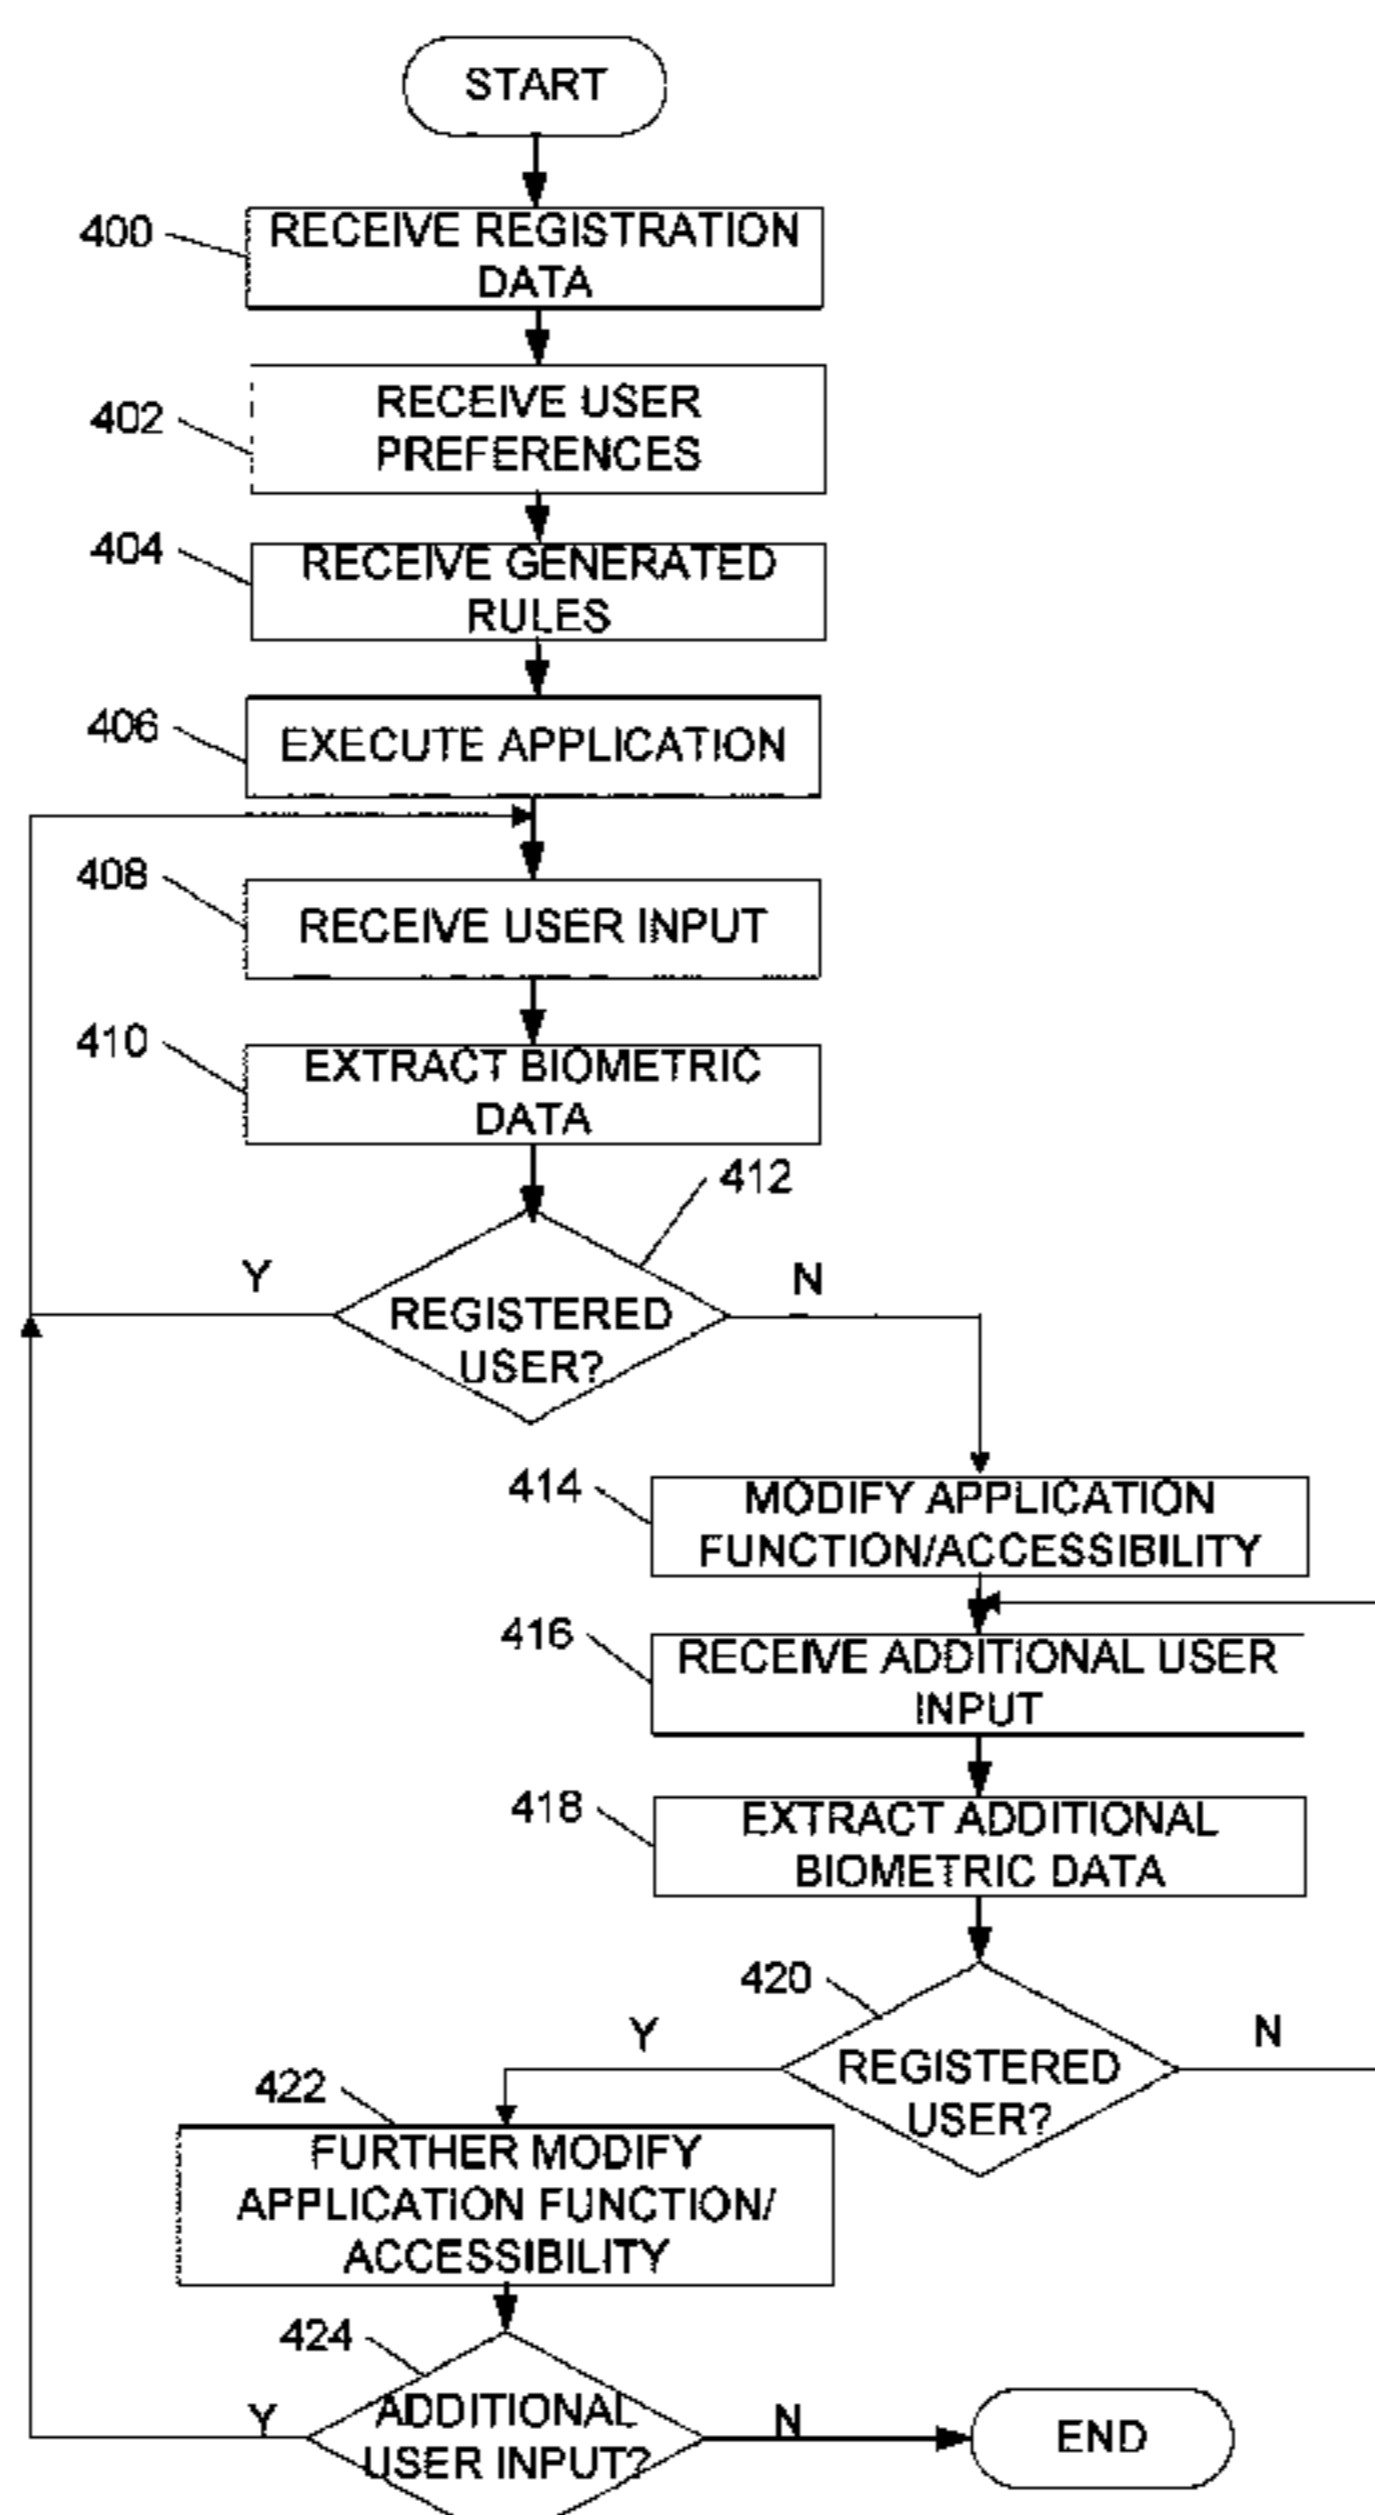 START
400
RECEIVE REGISTRATION
DATA
402
RECEIVE USER
PREFERENCES
404
RECEIVE GENERATED
RULES
406
EXECUTE APPLICATION
408
RECEIVE USER INPUT
410
EXTRACT BIOMETRIC
DATA
412
Y
N
REGISTERED
USER?
414
MODIFY APPLICATION
FUNCTION/ACCESSIBILITY
416
RECEIVE ADDITIONAL USER
INPUT
418
EXTRACT ADDITIONAL
BIOMETRIC DATA
420
Y
N
REGISTERED
USER?
422
FURTHER MODIFY
APPLICATION FUNCTION/
ACCESSIBILITY
424
Y
ADDITIONAL
USER INPUT?
N
END